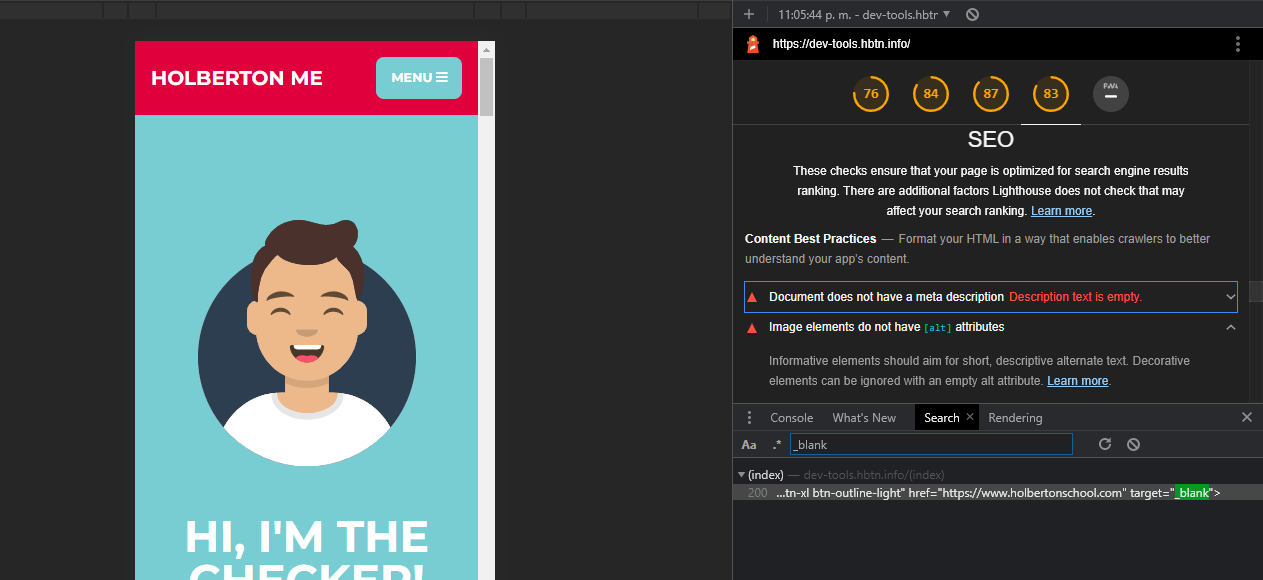 HOLBERTON ME
MENU
HI, I'M THE
CHECKER!
11:05:44 p. m. - dev-tools.hbtn
https://dev-tools.hbtn.info/
76 84 87 83 PWA
SEO
These checks ensure that your page is optimized for search engine results
ranking. There are additional factors Lighthouse does not check that may
affect your search ranking. Learn more.
Content Best Practices — Format your HTML in a way that enables crawlers to better
understand your app's content.
Document does not have a meta description Description text is empty.
Image elements do not have [alt] attributes
Informative elements should aim for short, descriptive alternate text. Decorative
elements can be ignored with an empty alt attribute. Learn more.
Console What's New Search Rendering
Aa .* _blank
(index) — dev-tools.hbtn.info/(index)
200 ...tn-xl btn-outline-light" href="https://www.holbertonschool.com" target="_blank">